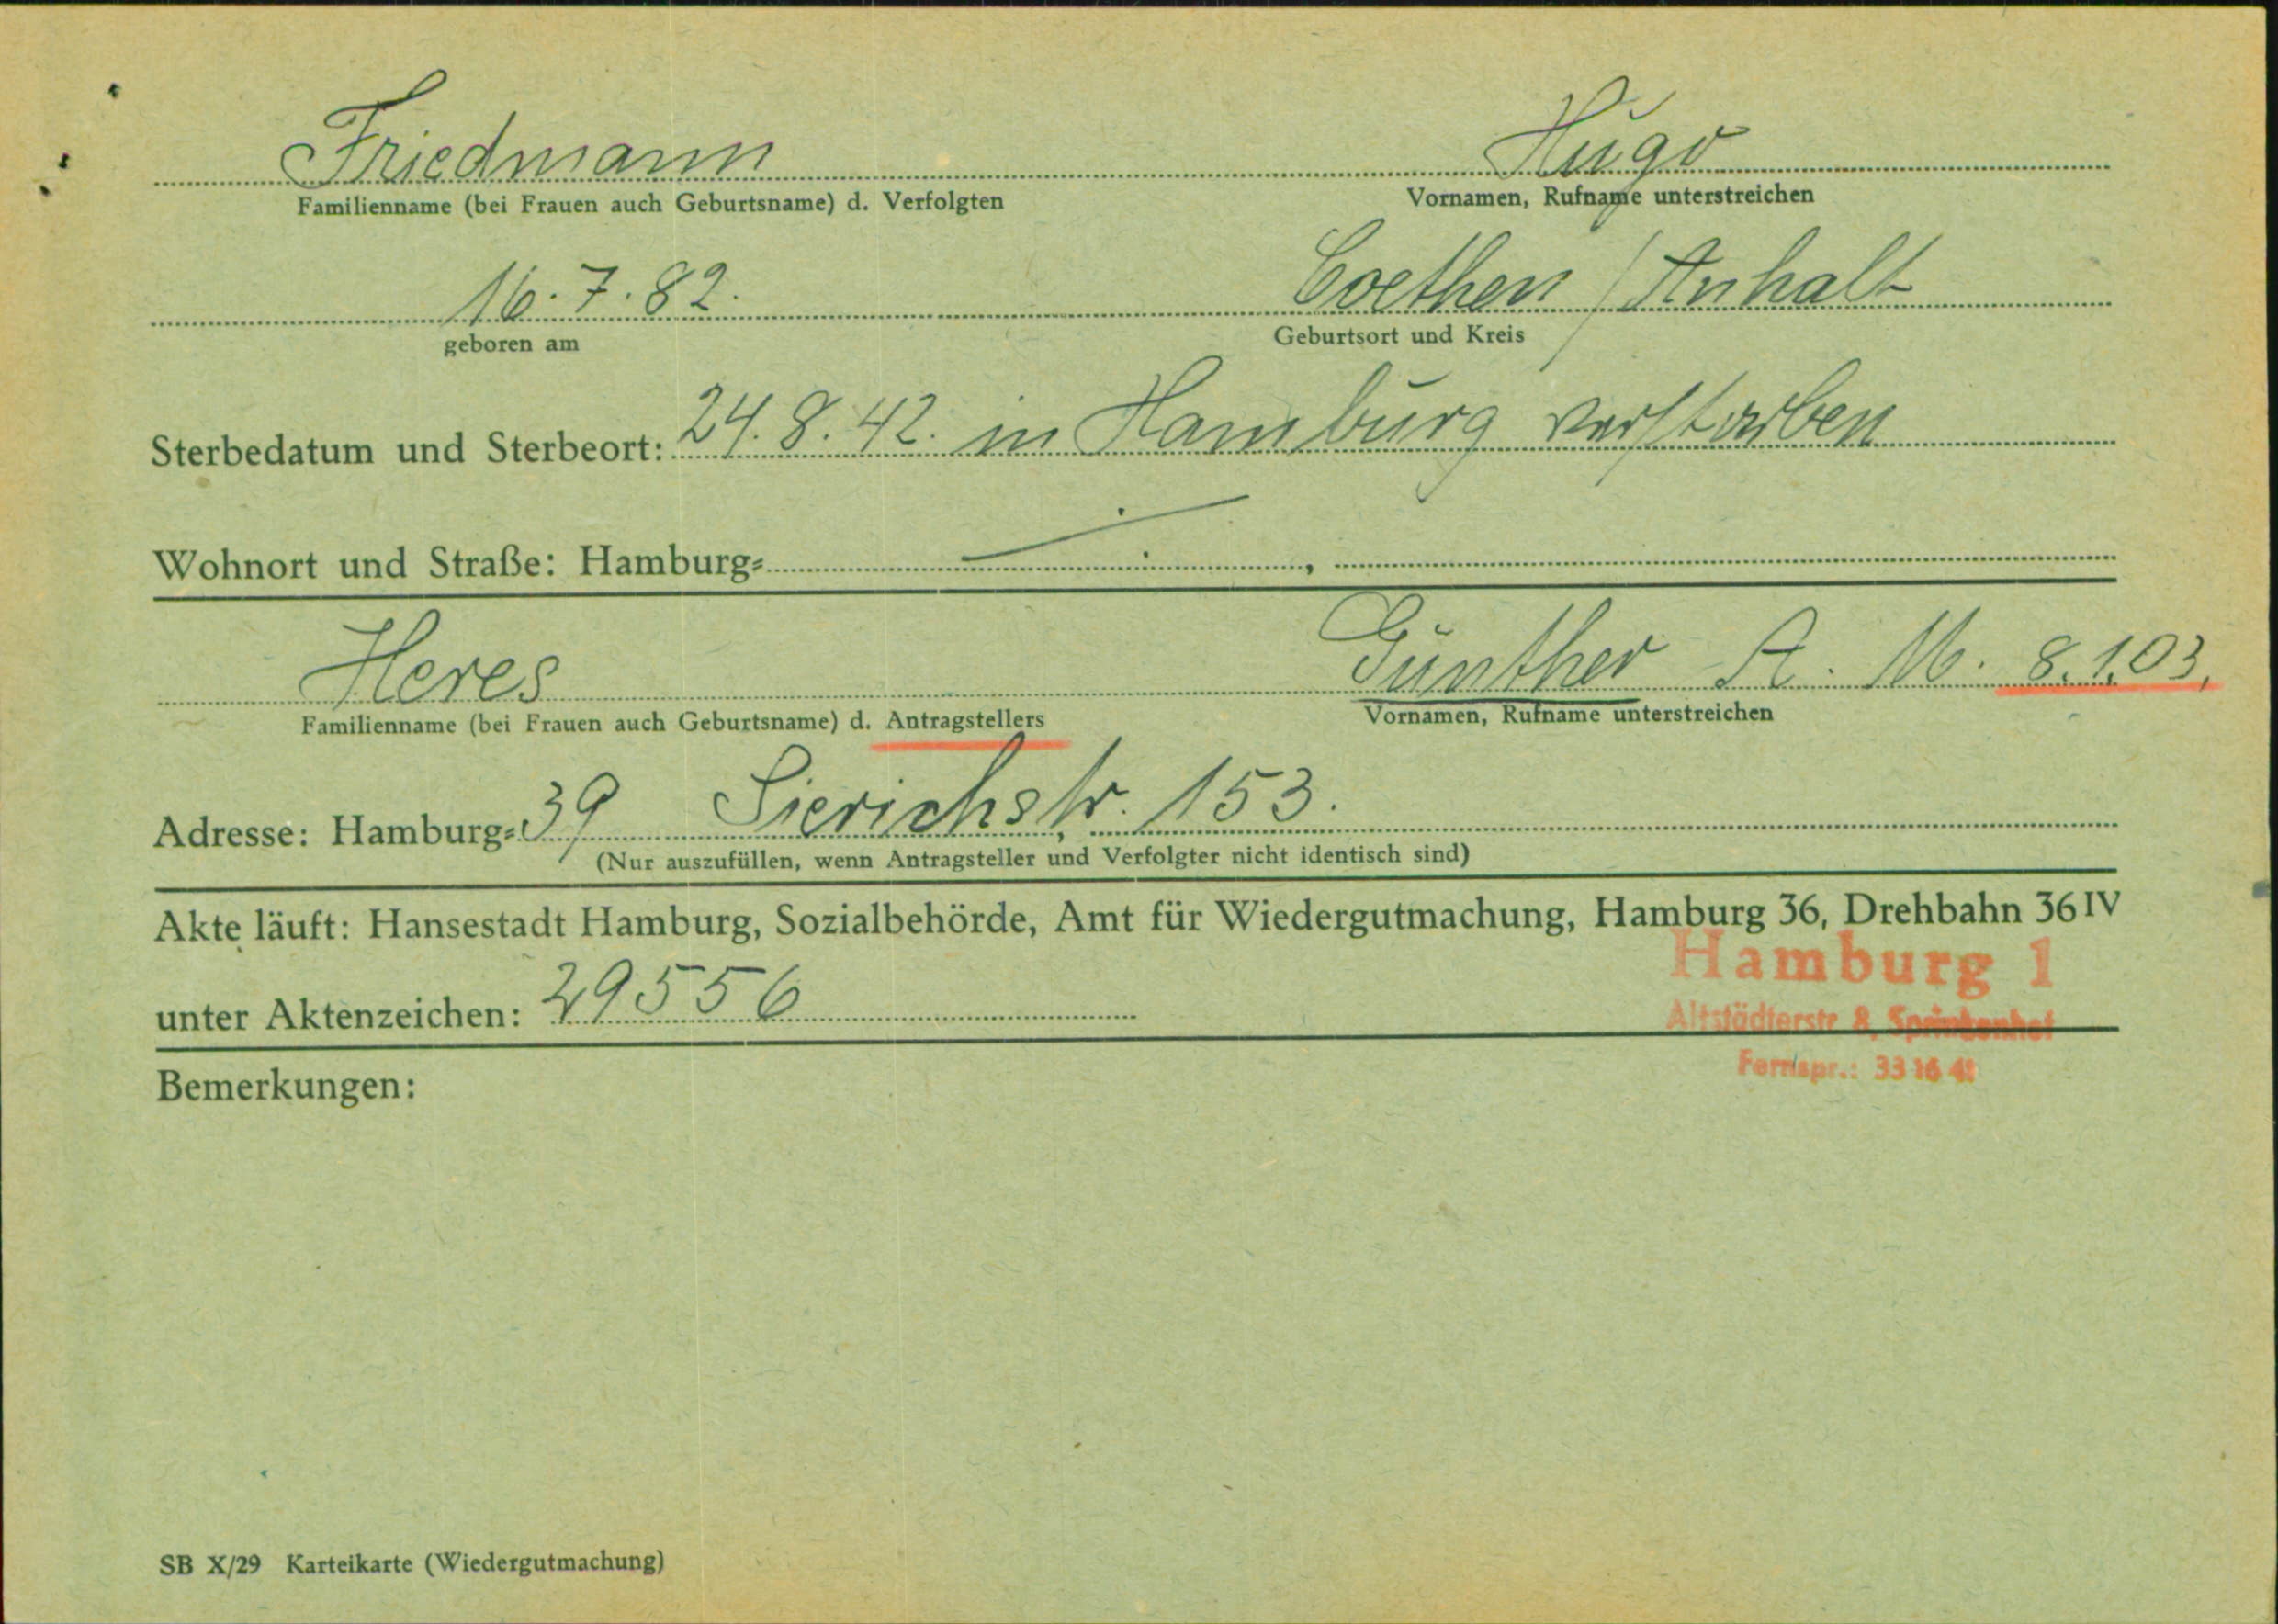 Friedmann Hugo
Familienname (bei Frauen auch Geburtsname) d. Verfolgten Vornamen, Rufname unterstreichen
16.7.82. Coethen / Anhalt
geboren am Geburtsort und Kreis
Sterbedatum und Sterbeort: 24.8.42. in Hamburg verstorben
Wohnort und Straße: Hamburg= ,
Heres Günther A. M. 8.1.03.
Familienname (bei Frauen auch Geburtsname) d. Antragstellers Vornamen, Rufname unterstreichen
Adresse: Hamburg= 39 Sierichstr. 153.
(Nur auszufüllen, wenn Antragsteller und Verfolgter nicht identisch sind)
Akte läuft: Hansestadt Hamburg, Sozialbehörde, Amt für Wiedergutmachung, Hamburg 36, Drehbahn 36 IV
Hamburg 1
unter Aktenzeichen: 29556
Altstädterstr 8, Sprinkenhof
Fernspr.: 33 16 41
Bemerkungen:
SB X/29 Karteikarte (Wiedergutmachung)